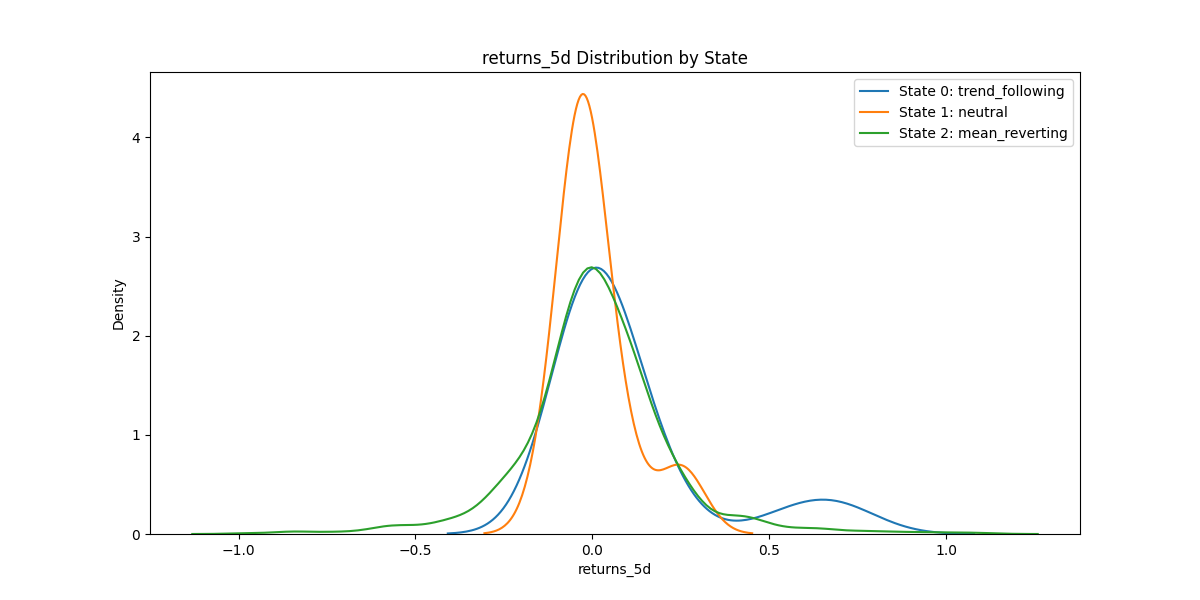 returns_5d Distribution by State
State 0: trend_following
State 1: neutral
State 2: mean_reverting
Density
4
3
2
1
0
−1.0 −0.5 0.0 0.5 1.0
returns_5d